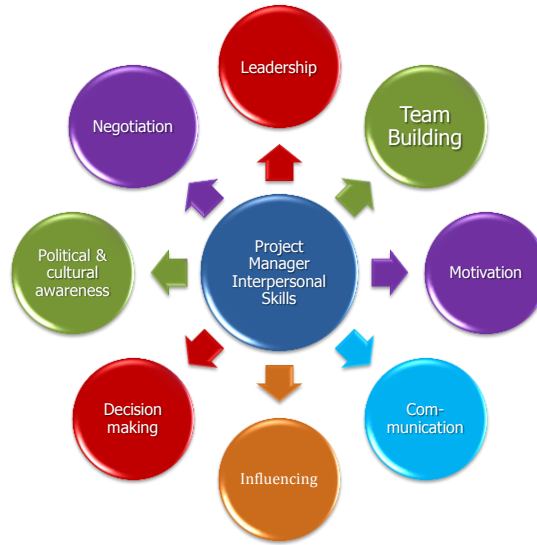 Leadership
Team
Building
Motivation
Com-
munication
Influencing
Decision
making
Political &
cultural
awareness
Negotiation
Project
Manager
Interpersonal
Skills